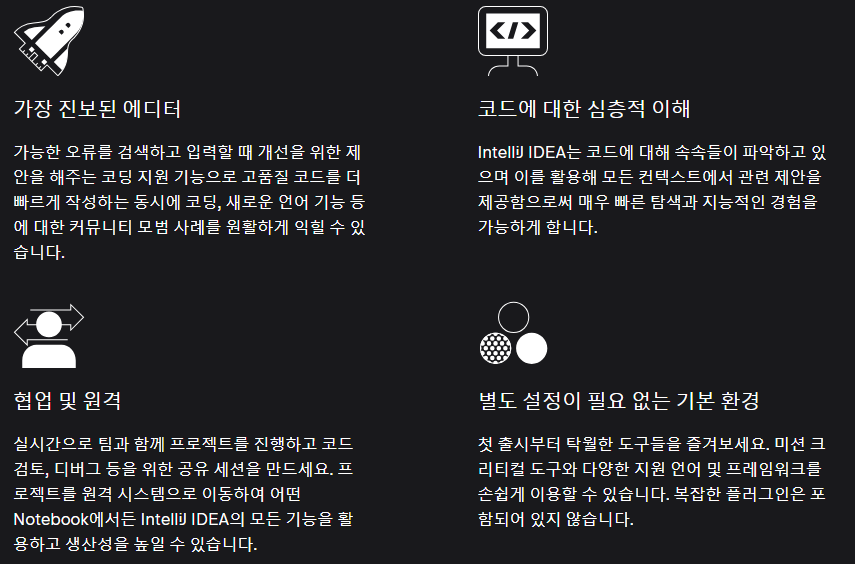 가장 진보된 에디터
가능한 오류를 검색하고 입력할 때 개선을 위한 제
안을 해주는 코딩 지원 기능으로 고품질 코드를 더
빠르게 작성하는 동시에 코딩, 새로운 언어 기능 등
에 대한 커뮤니티 모범 사례를 원활하게 익힐 수 있
습니다.
코드에 대한 심층적 이해
IntelliJ IDEA는 코드에 대해 속속들이 파악하고 있
으며 이를 활용해 모든 컨텍스트에서 관련 제안을
제공함으로써 매우 빠른 탐색과 지능적인 경험을
가능하게 합니다.
협업 및 원격
실시간으로 팀과 함께 프로젝트를 진행하고 코드
검토, 디버그 등을 위한 공유 세션을 만드세요. 프
로젝트를 원격 시스템으로 이동하여 어떤
Notebook에서든 IntelliJ IDEA의 모든 기능을 활
용하고 생산성을 높일 수 있습니다.
별도 설정이 필요 없는 기본 환경
첫 출시부터 탁월한 도구들을 즐겨보세요. 미션 크
리티컬 도구와 다양한 지원 언어 및 프레임워크를
손쉽게 이용할 수 있습니다. 복잡한 플러그인은 포
함되어 있지 않습니다.